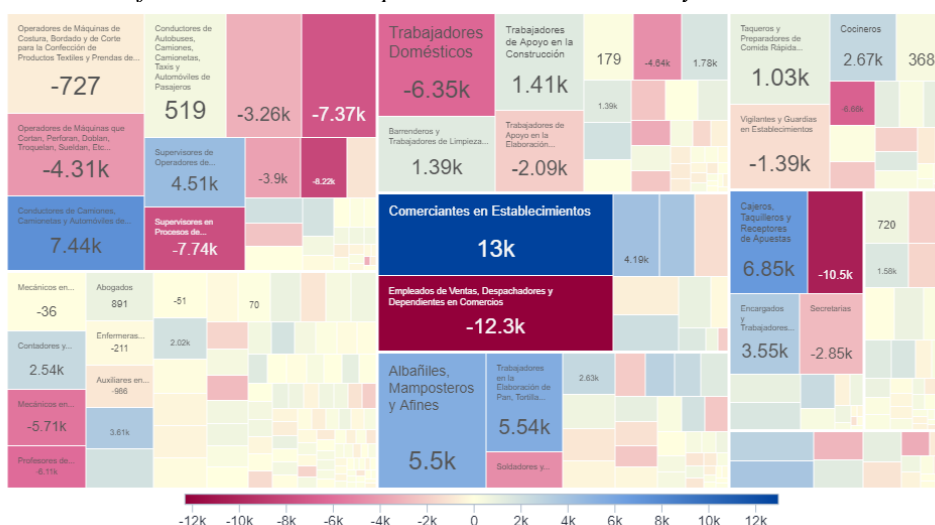 Operadores de Máquinas de
Costura, Bordado y de Corte
para la Confección de
Productos Textiles y Prendas de...
-727
Conductores de
Autobuses,
Camiones,
Camionetas,
Taxis y
Automóviles de
Pasajeros
519
-3.26k
-7.37k
Operadores de Máquinas que
Cortan, Perforan, Doblan,
Troquelan, Sueldan, Etc...
-4.31k
Supervisores de
Operadores de...
4.51k
-3.9k
-8.22k
Conductores de Camiones,
Camionetas y Automóviles de...
7.44k
Supervisores en
Procesos de...
-7.74k
Trabajadores
Domésticos
-6.35k
Trabajadores
de Apoyo en la
Construcción
1.41k
179
-4.64k
1.78k
1.39k
Barrenderos y
Trabajadores de Limpieza...
1.39k
Trabajadores de
Apoyo en la
Elaboración...
-2.09k
Taqueros y
Preparadores de
Comida Rápida...
1.03k
Cocineros
2.67k
368
-6.66k
Vigilantes y Guardias
en Establecimientos
-1.39k
Comerciantes en Establecimientos
13k
4.19k
Empleados de Ventas, Despachadores y
Dependientes en Comercios
-12.3k
Cajeros,
Taquilleros y
Receptores
de Apuestas
6.85k
-10.5k
720
1.58k
Encargados
y
Trabajadores...
3.55k
Secretarias
-2.85k
Mecánicos en...
-36
Abogados
891
-51
70
Contadores y...
2.54k
Enfermeras...
-211
2.02k
Auxiliares en...
-966
Mecánicos en...
-5.71k
3.61k
Profesores de...
-6.11k
Albañiles,
Mamposteros
y Afines
5.5k
Trabajadores
en la
Elaboración de
Pan, Tortilla...
5.54k
2.63k
Soldadores y...
-12k -10k -8k -6k -4k -2k 0 2k 4k 6k 8k 10k 12k